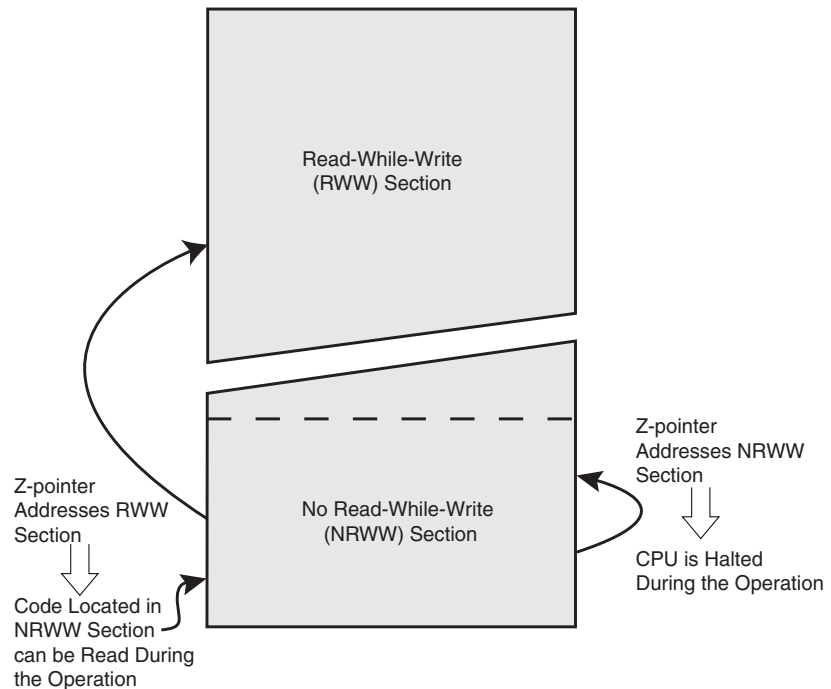 Read-While-Write
(RWW) Section
Z-pointer
Addresses NRWW
Section
Z-pointer
Addresses RWW
Section
No Read-While-Write
(NRWW) Section
CPU is Halted
During the Operation
Code Located in
NRWW Section
can be Read During
the Operation